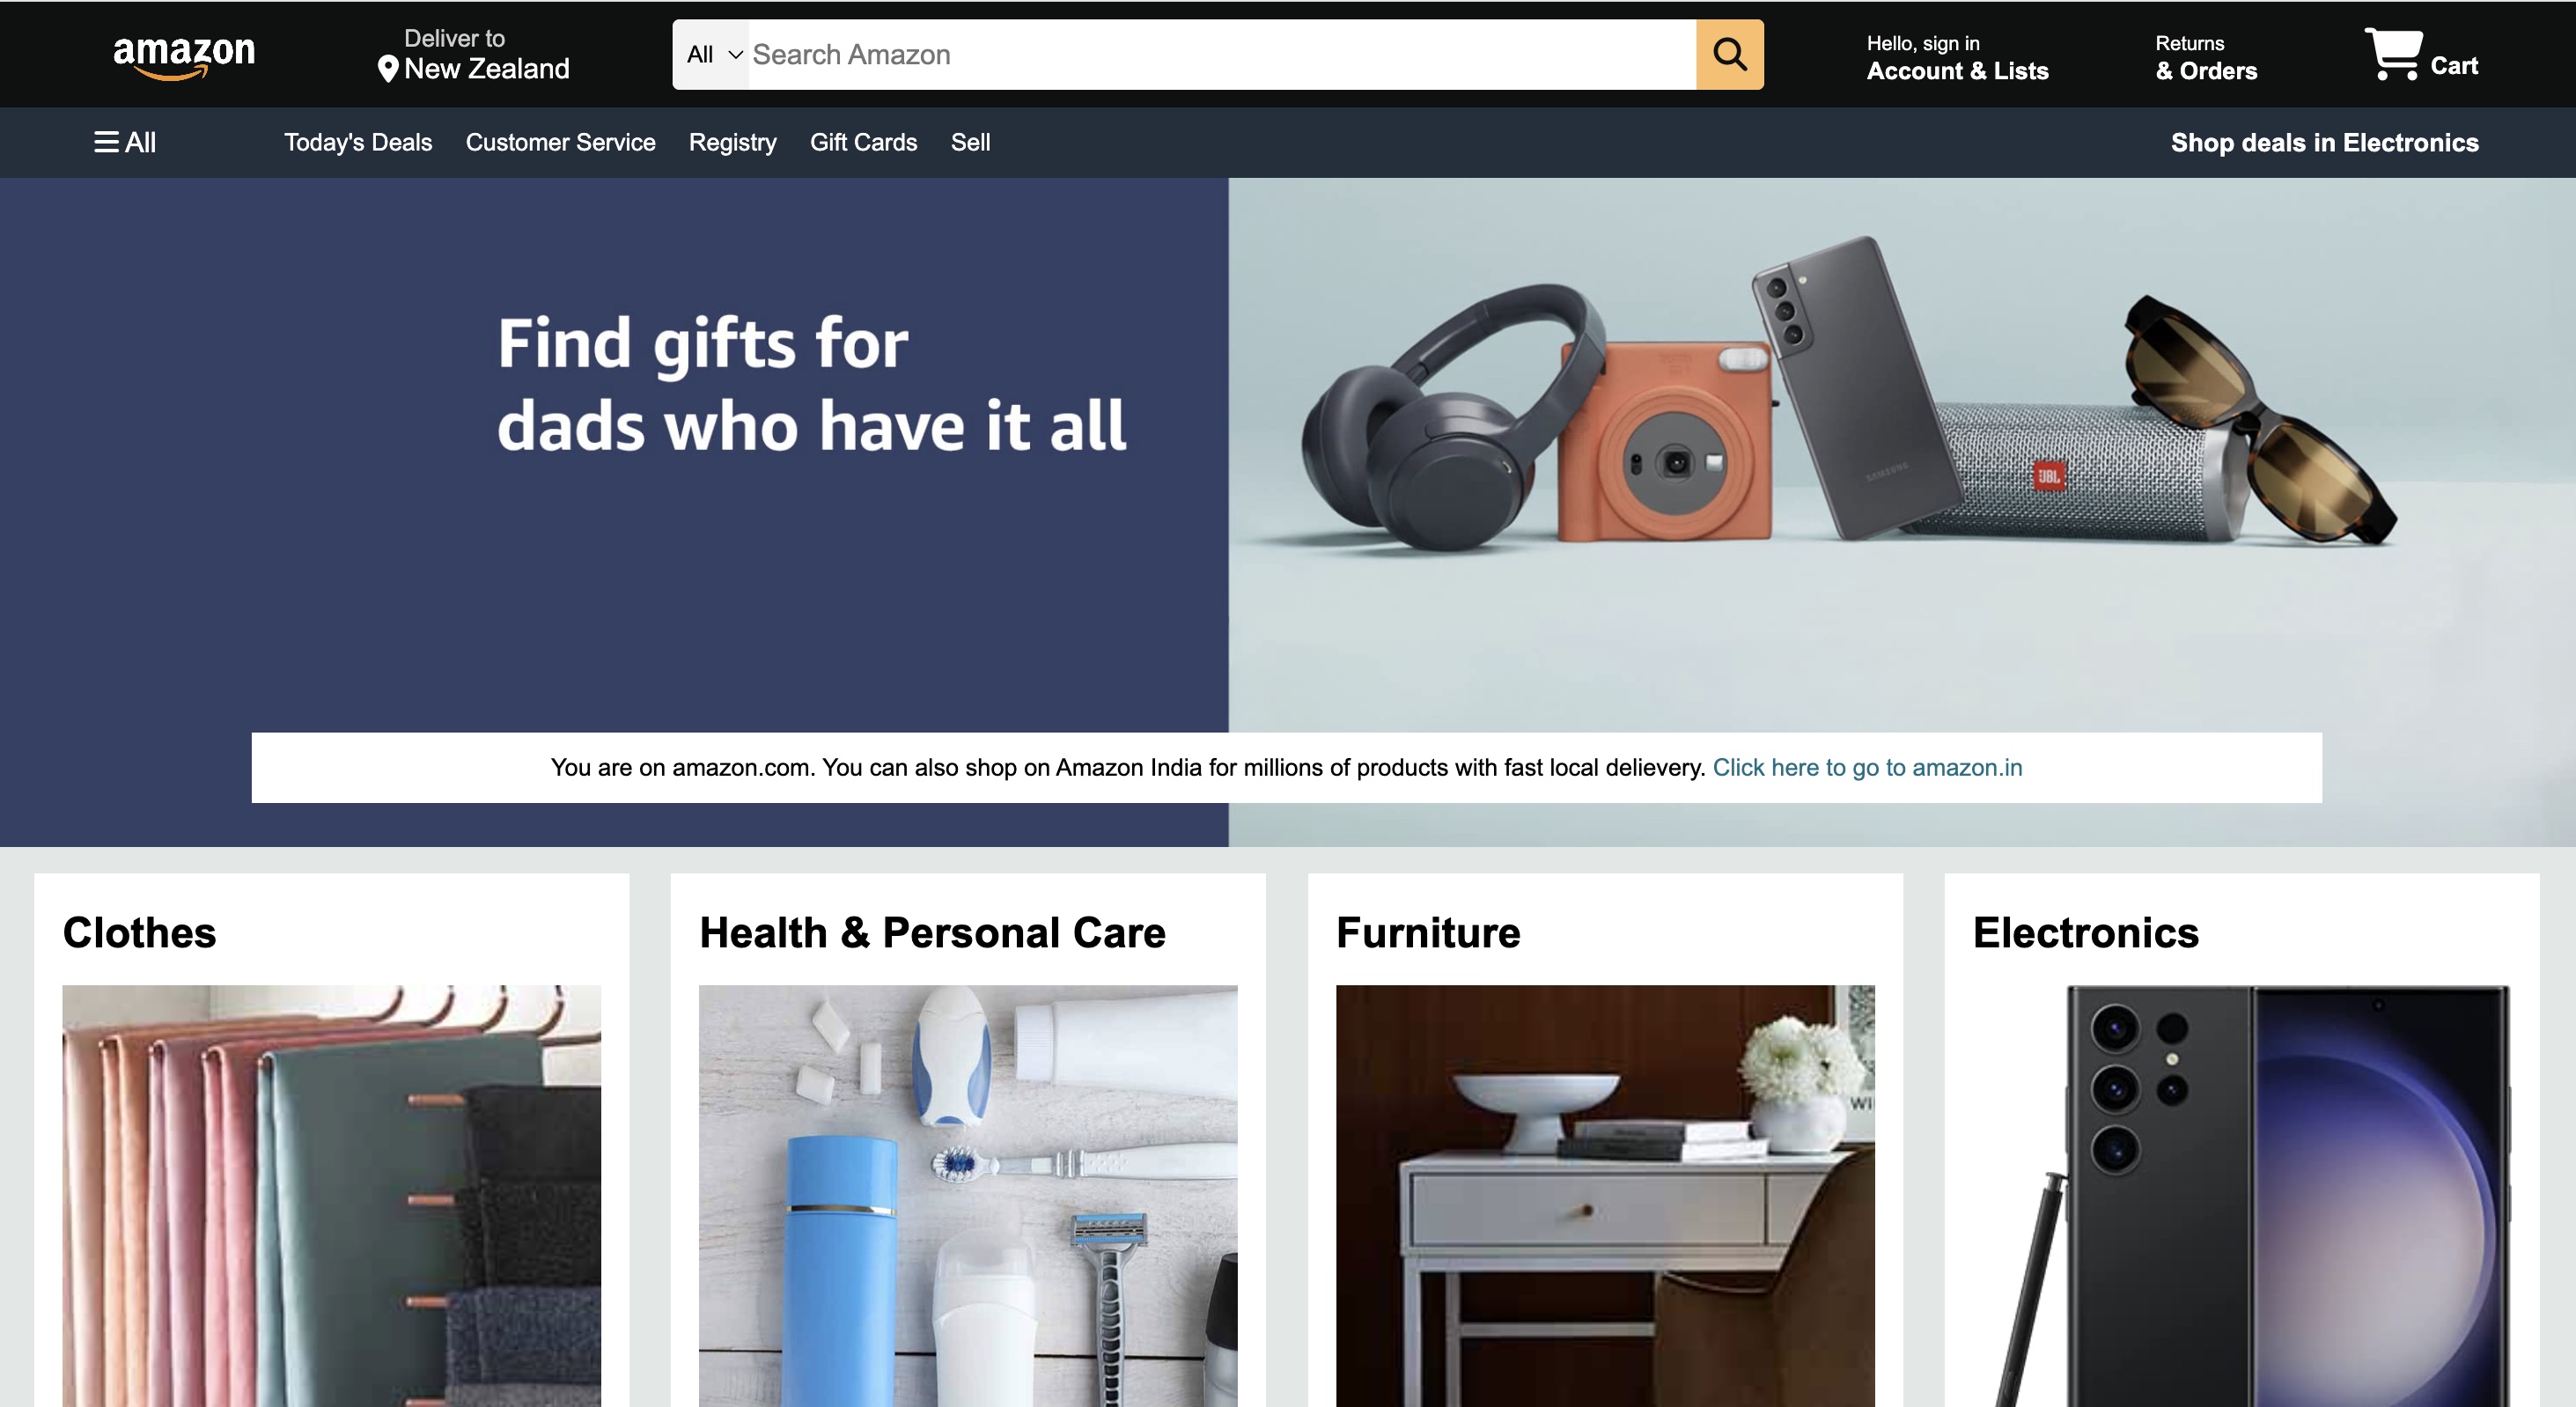 amazon
Deliver to
New Zealand
All
Search Amazon
Hello, sign in
Account & Lists
Returns
& Orders
Cart
All
Today's Deals
Customer Service
Registry
Gift Cards
Sell
Shop deals in Electronics
Find gifts for
dads who have it all
SAMSUNG
JBL
You are on amazon.com. You can also shop on Amazon India for millions of products with fast local delievery. Click here to go to amazon.in
Clothes
Health & Personal Care
Furniture
Electronics
WI